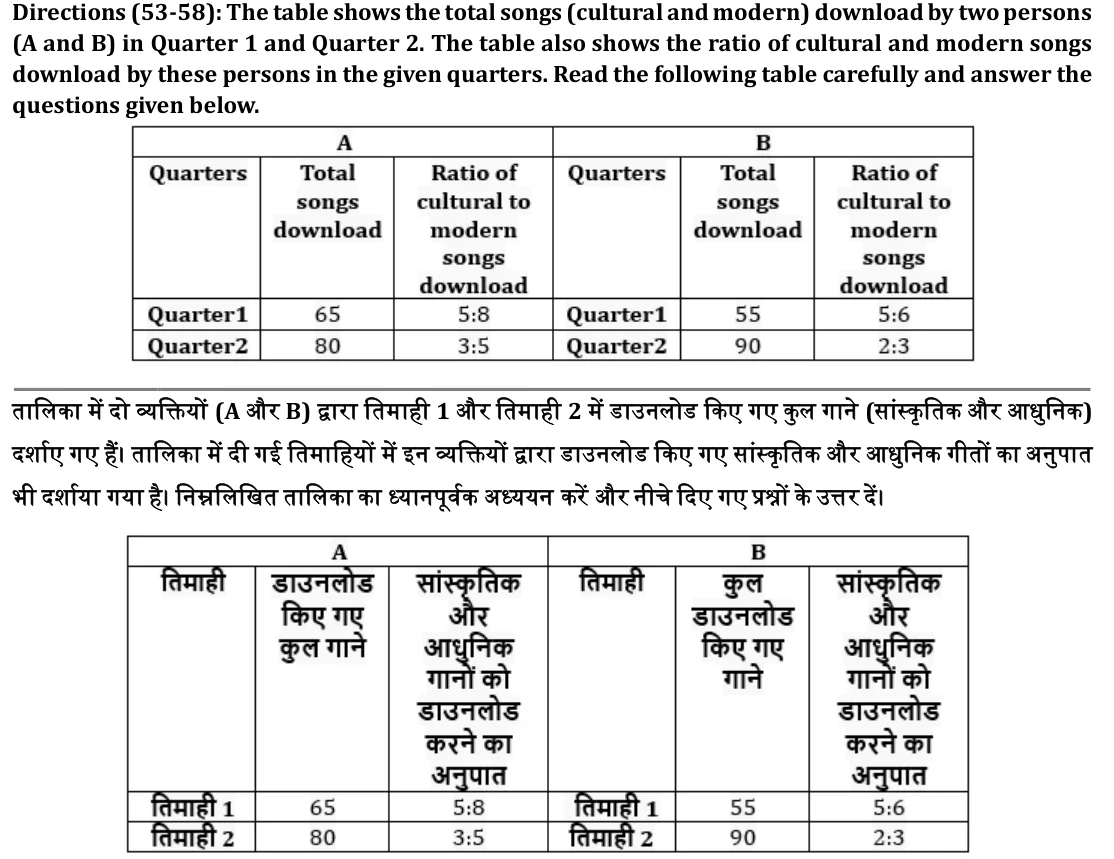 Directions (53-58): The table shows the total songs (cultural and modern) download by two persons
(A and B) in Quarter 1 and Quarter 2. The table also shows the ratio of cultural and modern songs
download by these persons in the given quarters. Read the following table carefully and answer the
questions given below.
A B
Quarters Total Ratio of Quarters Total Ratio of
songs cultural to songs cultural to
download modern download modern
songs songs
download download
Quarter1 65 5:8 Quarter1 55 5:6
Quarter2 80 3:5 Quarter2 90 2:3
तालिका में दो व्यक्तियों (A और B) द्वारा तिमाही 1 और तिमाही 2 में डाउनलोड किए गए कुल गाने (सांस्कृतिक और आधुनिक)
दर्शाए गए हैं। तालिका में दी गई तिमाहियों में इन व्यक्तियों द्वारा डाउनलोड किए गए सांस्कृतिक और आधुनिक गीतों का अनुपात
भी दर्शाया गया है। निम्नलिखित तालिका का ध्यानपूर्वक अध्ययन करें और नीचे दिए गए प्रश्नों के उत्तर दें।
A B
तिमाही डाउनलोड सांस्कृतिक तिमाही कुल सांस्कृतिक
किए गए और डाउनलोड और
कुल गाने आधुनिक किए गए आधुनिक
गानों को गाने गानों को
डाउनलोड डाउनलोड
करने का करने का
अनुपात अनुपात
तिमाही 1 65 5:8 तिमाही 1 55 5:6
तिमाही 2 80 3:5 तिमाही 2 90 2:3